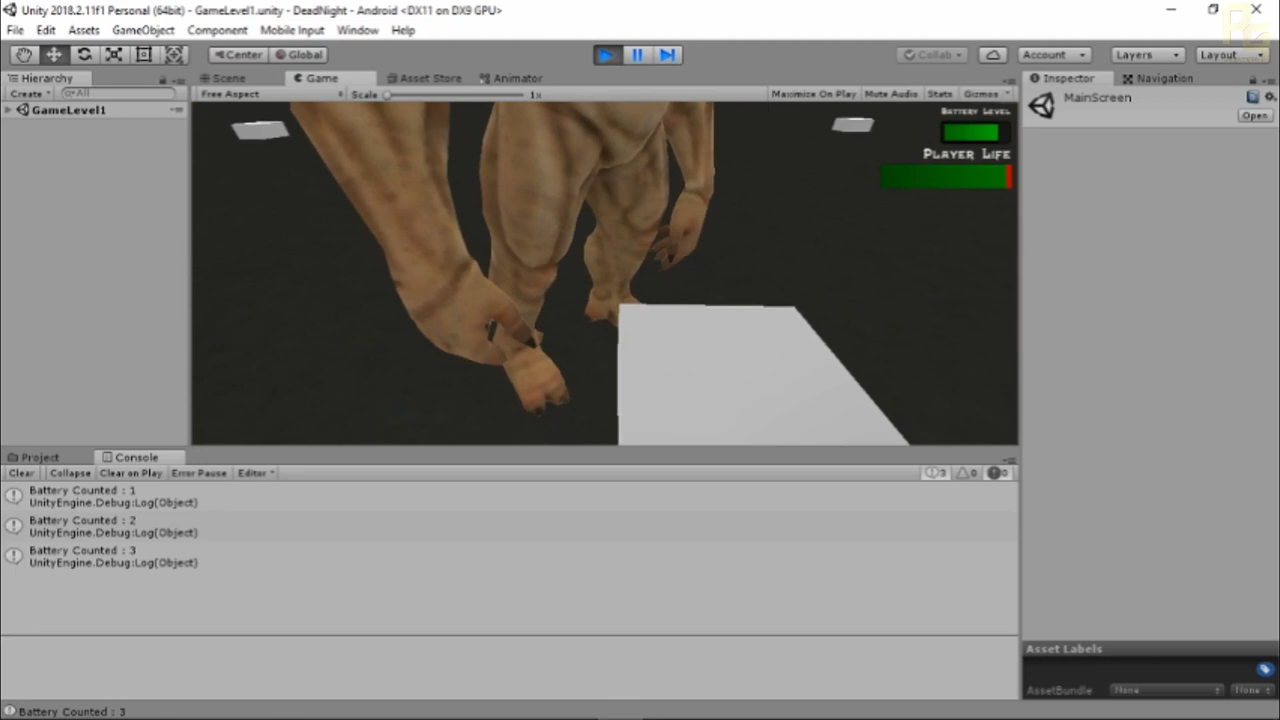 Unity 2018.2.11f1 Personal (64bit) - GameLevel1.unity - DeadNight - Android <DX11 on DX9 GPU>
File Edit Assets GameObject Component Mobile Input Window Help
Center Global Collab Account Layers Layout
Hierarchy Scene Game Asset Store Animator Inspector Navigation
Create All Free Aspect Scale 1x Maximize On Play Mute Audio Stats Gizmos
MainScreen
Open
GameLevel1
Battery Level
Player Life
Project Console
Clear Collapse Clear on Play Error Pause Editor 3 0 0
Battery Counted : 1
UnityEngine.Debug:Log(Object)
Battery Counted : 2
UnityEngine.Debug:Log(Object)
Battery Counted : 3
UnityEngine.Debug:Log(Object)
Asset Labels
AssetBundle None None
Battery Counted : 3